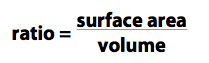 ratio = surface area
volume